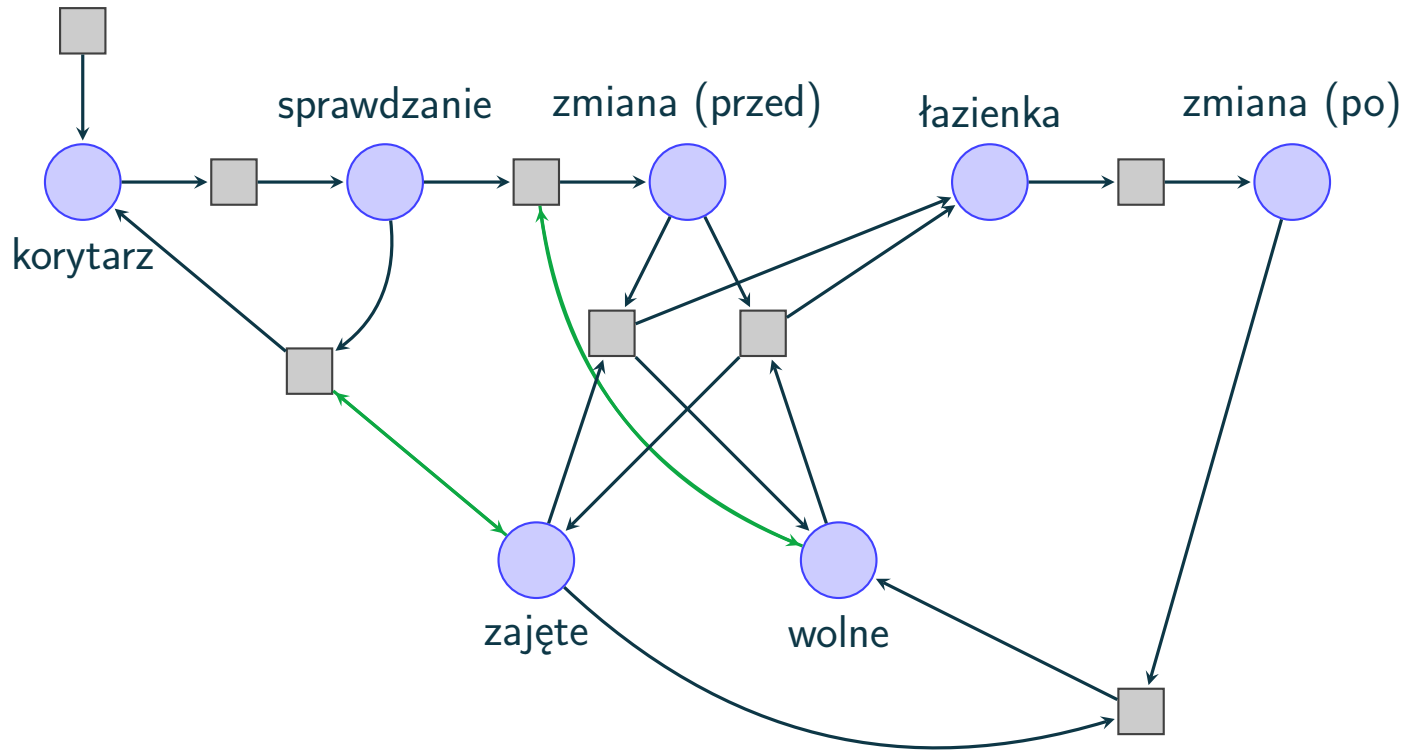 sprawdzanie
zmiana (przed)
łazienka
zmiana (po)
korytarz
zajęte
wolne